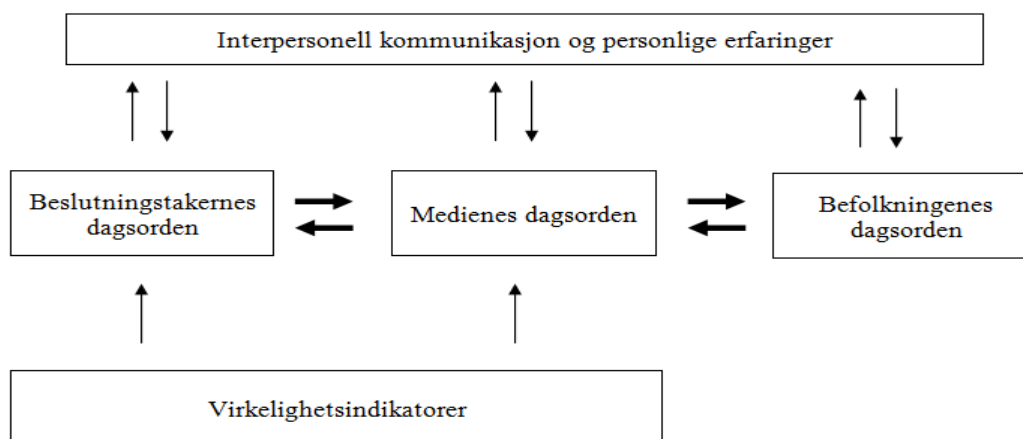 Interpersonell kommunikasjon og personlige erfaringer
Beslutningstakernes
dagsorden
Medienes dagsorden
Befolkningenes
dagsorden
Virkelighetsindikatorer